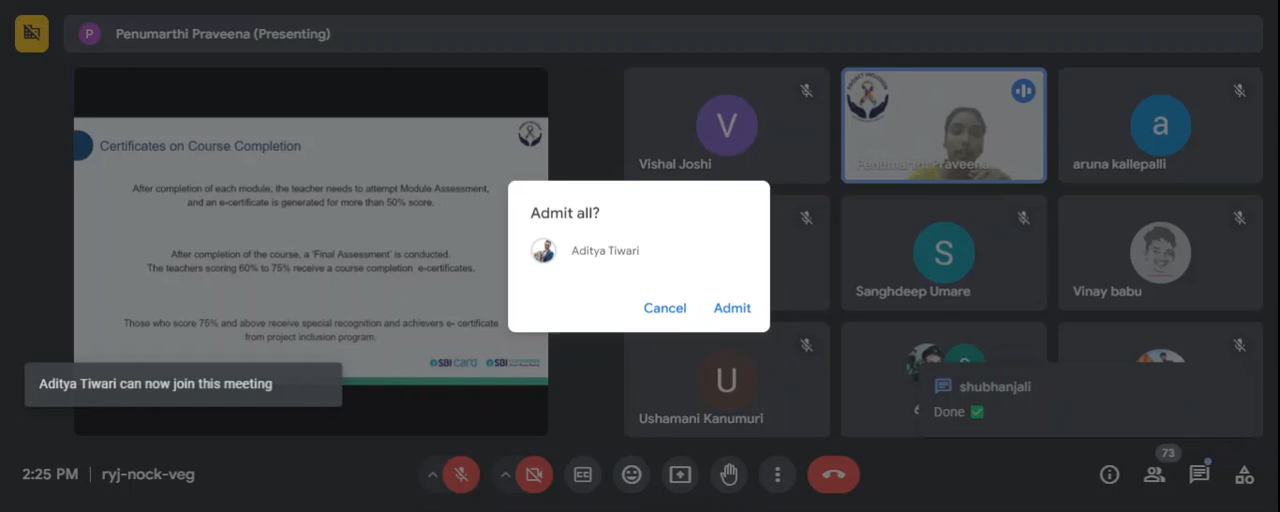 P
Penumarthi Praveena (Presenting)
Certificates on Course Completion
After completion of each module, the teacher needs to attempt Module Assessment,
and an e-certificate is generated for more than 50% score.
After completion of the course, a 'Final Assessment' is conducted.
The teachers scoring 60% to 75% receive a course completion e-certificates.
Those who score 75% and above receive special recognition and achievers e- certificate
from project inclusion program.
SBI card SBI
Aditya Tiwari can now join this meeting
V
Vishal Joshi
Penumarthi Praveena
a
aruna kallepalli
Admit all?
Aditya Tiwari
Cancel Admit
S
Sanghdeep Umare
Vinay babu
U
Ushamani Kanumuri
S
shubhanjali
Done ✅
2:25 PM | ryj-nock-veg
CC
73